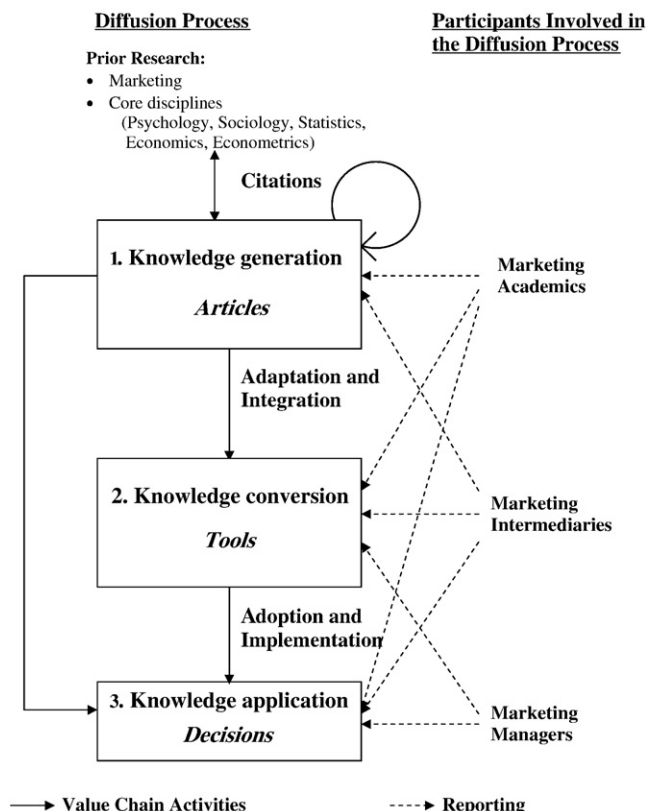 Diffusion Process
Participants Involved in
the Diffusion Process
Prior Research:
• Marketing
• Core disciplines
(Psychology, Sociology, Statistics,
Economics, Econometrics)
Citations
1. Knowledge generation
Articles
Marketing
Academics
Adaptation and
Integration
2. Knowledge conversion
Tools
Marketing
Intermediaries
Adoption and
Implementation
3. Knowledge application
Decisions
Marketing
Managers
Value Chain Activities
Reporting